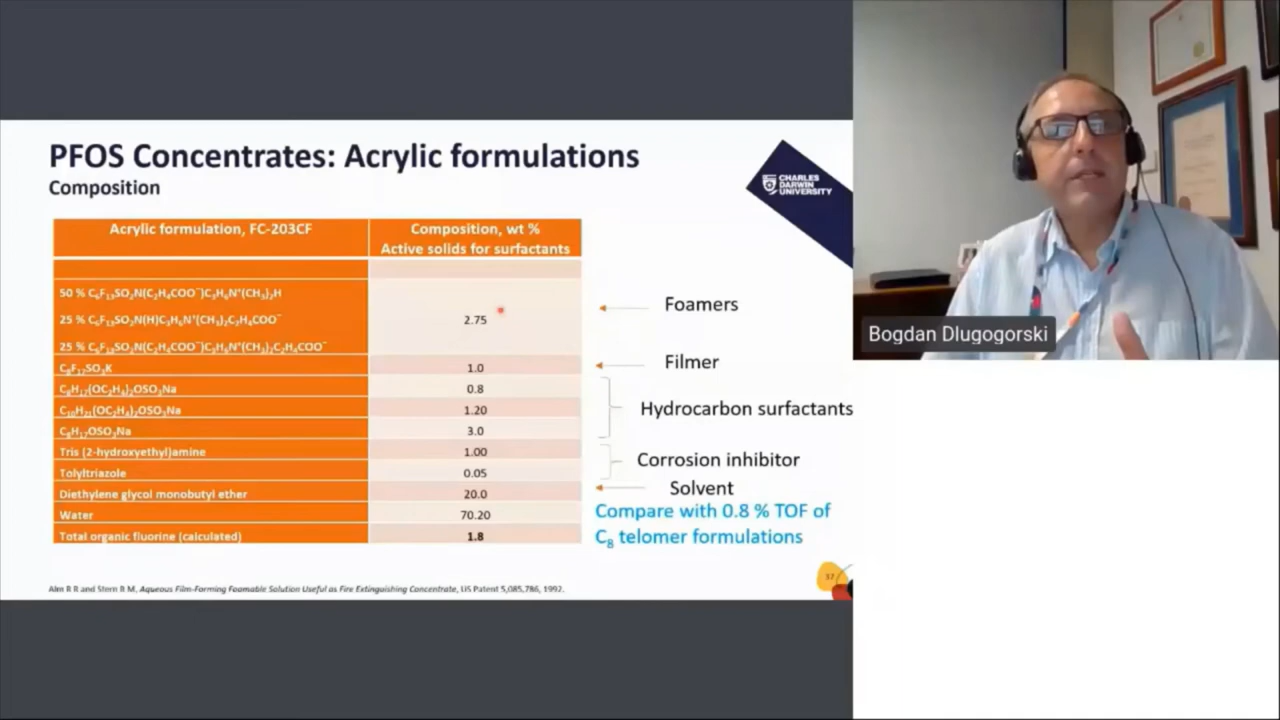 PFOS Concentrates: Acrylic formulations
Composition
CHARLES
DARWIN
UNIVERSITY
Acrylic formulation, FC-203CF
Composition, wt %
Active solids for surfactants
50 % C₆F₁₃SO₂N(C₂H₄COO⁻)C₃H₆N⁺(CH₃)₂H
25 % C₆F₁₃SO₂N(H)C₃H₆N⁺(CH₃)₂C₂H₄COO⁻
25 % C₆F₁₃SO₂N(C₂H₄COO⁻)C₃H₆N⁺(CH₃)₂C₂H₄COO⁻
2.75
Foamers
C₈F₁₇SO₃K
1.0
Filmer
C₈H₁₇(OC₂H₄)₂OSO₃Na
0.8
C₁₀H₂₁(OC₂H₄)₂OSO₃Na
1.20
Hydrocarbon surfactants
C₈H₁₇OSO₃Na
3.0
Tris (2-hydroxyethyl)amine
1.00
Corrosion inhibitor
Tolyltriazole
0.05
Diethylene glycol monobutyl ether
20.0
Solvent
Water
70.20
Total organic fluorine (calculated)
1.8
Compare with 0.8 % TOF of
C₈ telomer formulations
Alm R R and Stern R M, Aqueous Film-Forming Foamable Solution Useful as Fire Extinguishing Concentrate, US Patent 5,085,786, 1992.
37
Bogdan Dlugogorski